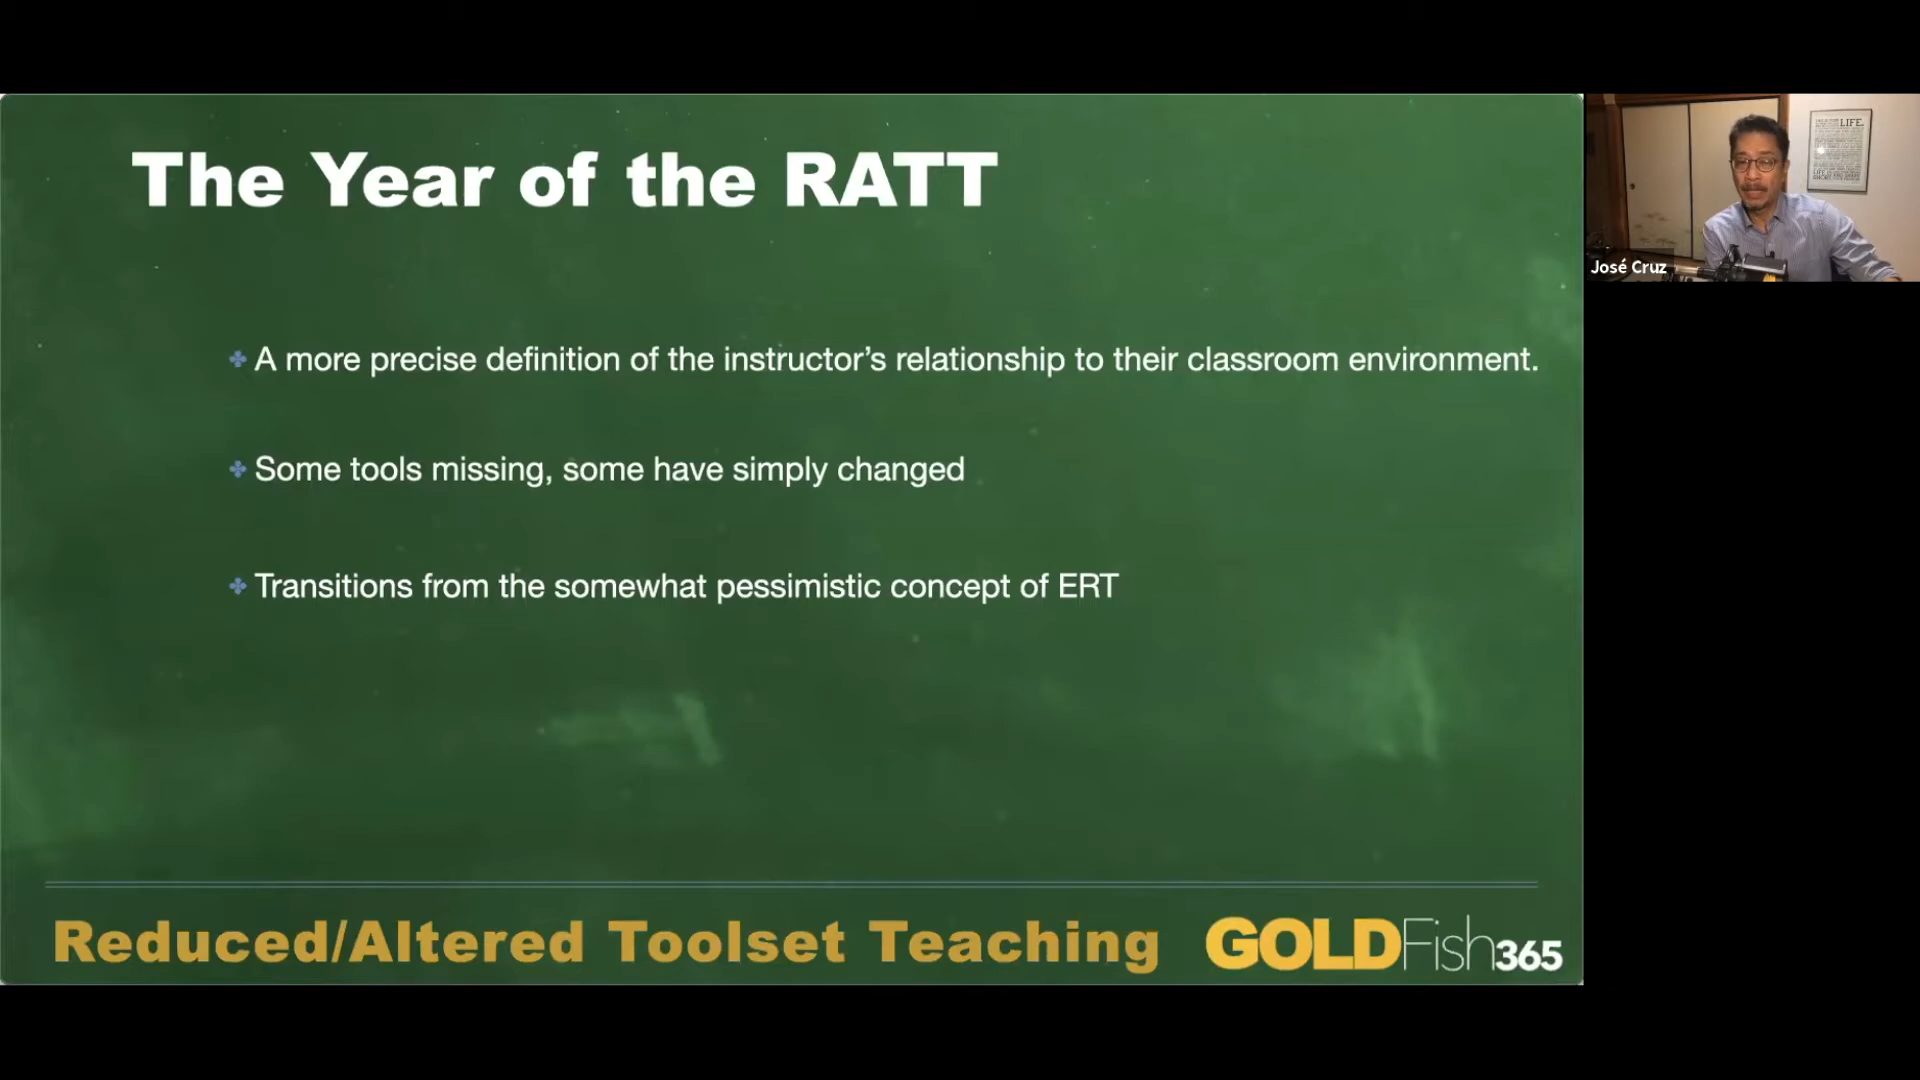 The Year of the RATT
A more precise definition of the instructor’s relationship to their classroom environment.
Some tools missing, some have simply changed
Transitions from the somewhat pessimistic concept of ERT
Reduced/Altered Toolset Teaching
GOLDFish365
LIFE.
José Cruz